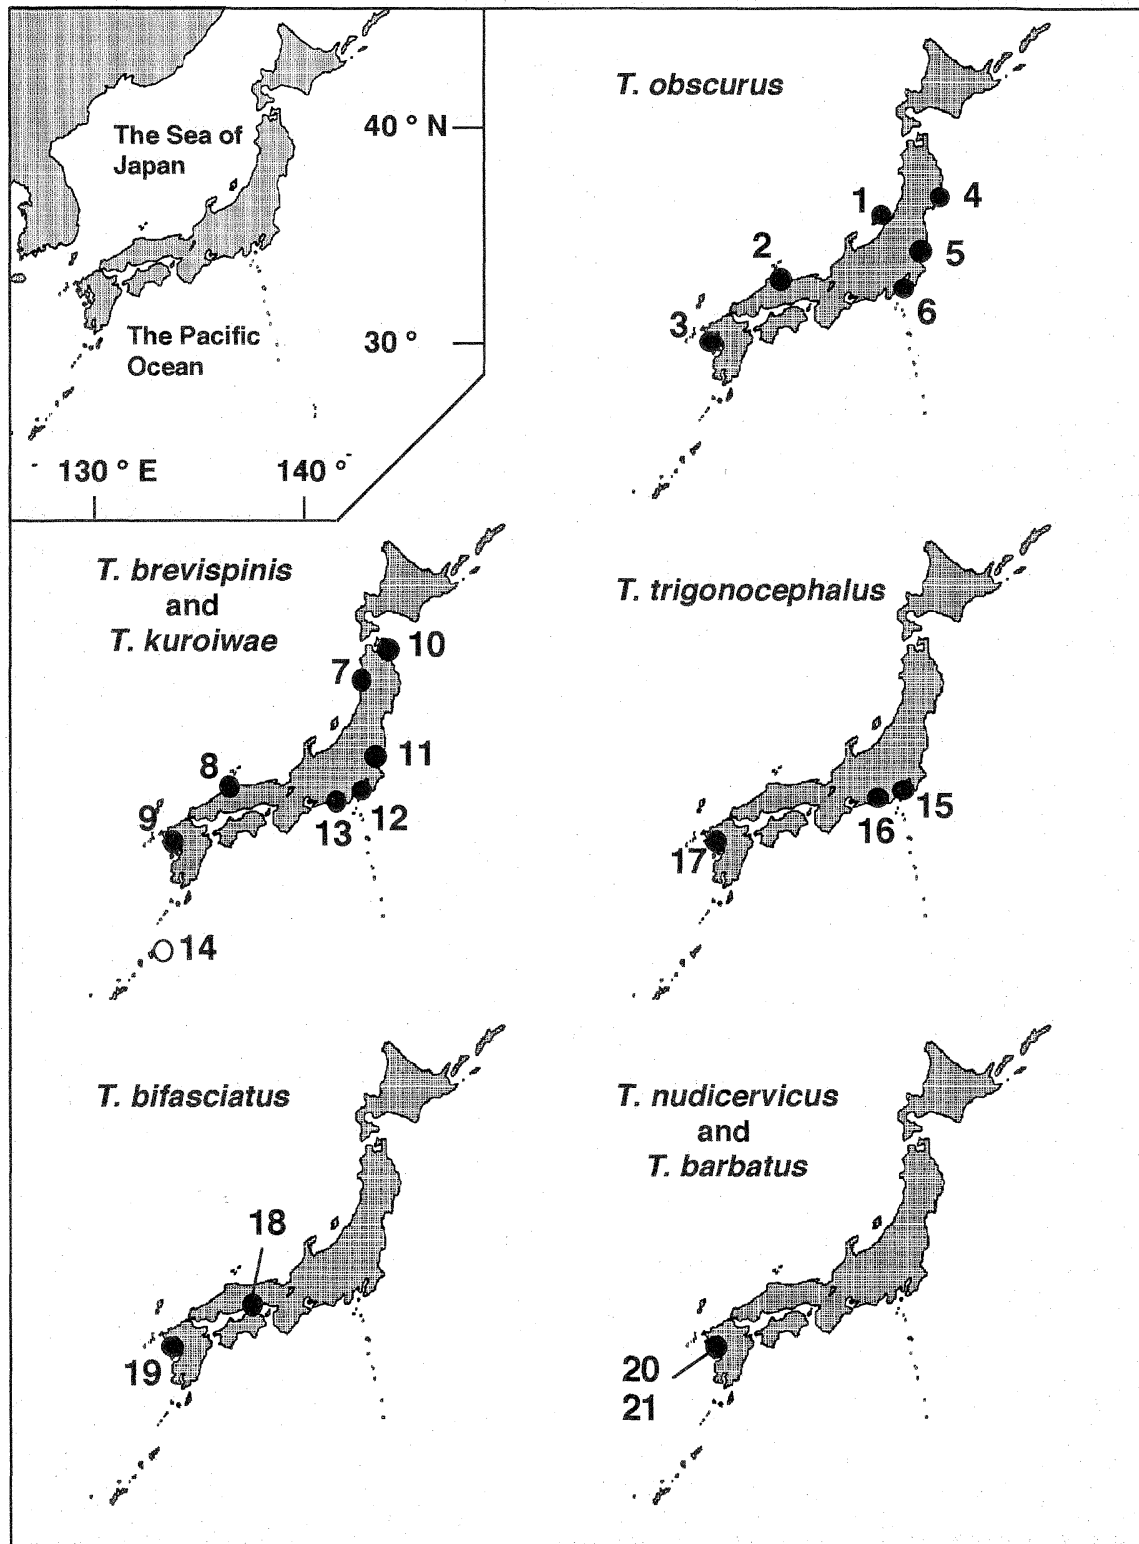 The Sea of
Japan
40 ° N
The Pacific
Ocean
30 °
130 ° E
140 °
T. obscurus
1
4
2
5
3
6
T. brevispinis
and
T. kuroiwae
10
7
11
8
9
13
12
14
T. trigonocephalus
15
16
17
T. bifasciatus
18
19
T. nudicervicus
and
T. barbatus
20
21